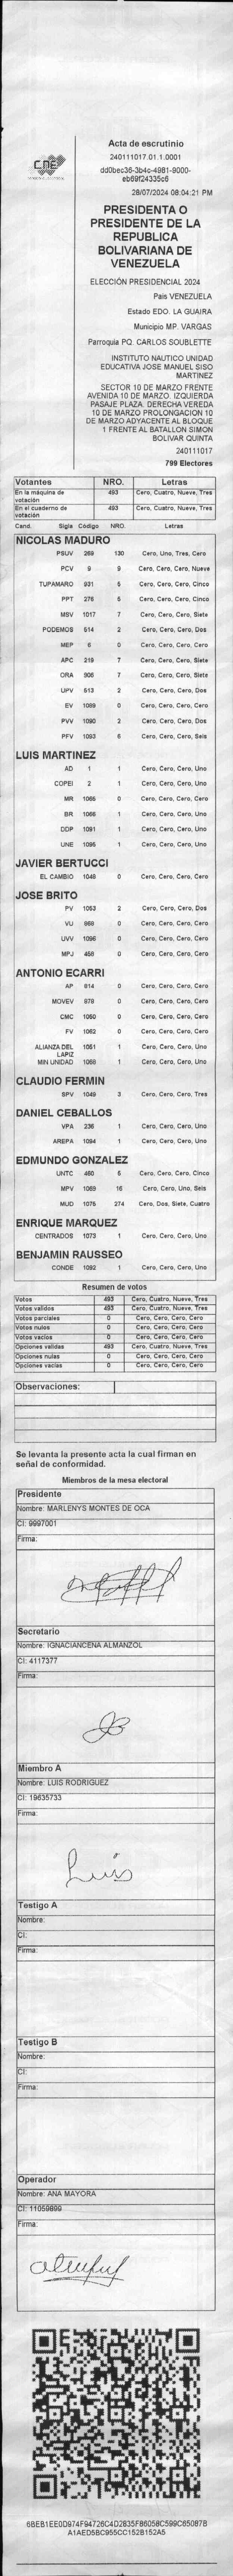 CNE
Acta de escrutinio
240111017.01.1.0001
dd0bec36-3b4c-4981-9000-
eb69f24335c6
28/07/2024 08:04:21 PM
PRESIDENTA O
PRESIDENTE DE LA
REPUBLICA
BOLIVARIANA DE
VENEZUELA
ELECCIÓN PRESIDENCIAL 2024
Pais VENEZUELA
Estado EDO. LA GUAIRA
Municipio MP. VARGAS
Parroquia PQ. CARLOS SOUBLETTE
INSTITUTO NAUTICO UNIDAD
EDUCATIVA JOSE MANUEL SISO
MARTINEZ
SECTOR 10 DE MARZO FRENTE
AVENIDA 10 DE MARZO. IZQUIERDA
PASAJE PLAZA. DERECHA VEREDA
10 DE MARZO PROLONGACION 10
DE MARZO ADYACENTE AL BLOQUE
1 FRENTE AL BATALLON SIMON
BOLIVAR QUINTA
240111017
799 Electores
Votantes NRO. Letras
En la máquina de votación 493 Cero, Cuatro, Nueve, Tres
En el cuaderno de votación 493 Cero, Cuatro, Nueve, Tres
Cand. Sigla Código NRO. Letras
NICOLAS MADURO
PSUV 269 130 Cero, Uno, Tres, Cero
PCV 9 9 Cero, Cero, Cero, Nueve
TUPAMARO 931 5 Cero, Cero, Cero, Cinco
PPT 276 5 Cero, Cero, Cero, Cinco
MSV 1017 7 Cero, Cero, Cero, Siete
PODEMOS 514 2 Cero, Cero, Cero, Dos
MEP 6 0 Cero, Cero, Cero, Cero
APC 219 7 Cero, Cero, Cero, Siete
ORA 906 7 Cero, Cero, Cero, Siete
UPV 513 2 Cero, Cero, Cero, Dos
EV 1099 0 Cero, Cero, Cero, Cero
PVV 1090 2 Cero, Cero, Cero, Dos
PFV 1093 6 Cero, Cero, Cero, Seis
LUIS MARTINEZ
AD 1 1 Cero, Cero, Cero, Uno
COPEI 2 1 Cero, Cero, Cero, Uno
MR 1065 0 Cero, Cero, Cero, Cero
BR 1066 1 Cero, Cero, Cero, Uno
DDP 1091 1 Cero, Cero, Cero, Uno
UNE 1095 1 Cero, Cero, Cero, Uno
JAVIER BERTUCCI
EL CAMBIO 1048 0 Cero, Cero, Cero, Cero
JOSE BRITO
PV 1053 2 Cero, Cero, Cero, Dos
VU 868 0 Cero, Cero, Cero, Cero
UVV 1096 0 Cero, Cero, Cero, Cero
MPJ 458 0 Cero, Cero, Cero, Cero
ANTONIO ECARRI
AP 814 0 Cero, Cero, Cero, Cero
MOVEV 979 0 Cero, Cero, Cero, Cero
CMC 1050 0 Cero, Cero, Cero, Cero
FV 1062 0 Cero, Cero, Cero, Cero
ALIANZA DEL LAPIZ 1051 1 Cero, Cero, Cero, Uno
MIN UNIDAD 1068 1 Cero, Cero, Cero, Uno
CLAUDIO FERMIN
SPV 1049 3 Cero, Cero, Cero, Tres
DANIEL CEBALLOS
VPA 236 1 Cero, Cero, Cero, Uno
AREPA 1094 1 Cero, Cero, Cero, Uno
EDMUNDO GONZALEZ
UNTC 460 5 Cero, Cero, Cero, Cinco
MPV 1069 16 Cero, Cero, Uno, Seis
MUD 1075 274 Cero, Dos, Siete, Cuatro
ENRIQUE MARQUEZ
CENTRADOS 1073 1 Cero, Cero, Cero, Uno
BENJAMIN RAUSSEO
CONDE 1092 1 Cero, Cero, Cero, Uno
Resumen de votos
Votos 493 Cero, Cuatro, Nueve, Tres
Votos validos 493 Cero, Cuatro, Nueve, Tres
Votos parciales 0 Cero, Cero, Cero, Cero
Votos nulos 0 Cero, Cero, Cero, Cero
Votos vacios 0 Cero, Cero, Cero, Cero
Opciones validas 493 Cero, Cuatro, Nueve, Tres
Opciones nulas 0 Cero, Cero, Cero, Cero
Opciones vacias 0 Cero, Cero, Cero, Cero
Observaciones:
Se levanta la presente acta la cual firman en
señal de conformidad.
Miembros de la mesa electoral
Presidente
Nombre: MARLENYS MONTES DE OCA
CI: 9997001
Firma:
Secretario
Nombre: IGNACIANCENA ALMANZOL
CI: 4117377
Firma:
Miembro A
Nombre: LUIS RODRIGUEZ
CI: 19635733
Firma:
Luis
Testigo A
Nombre:
CI:
Firma:
Testigo B
Nombre:
CI:
Firma:
Operador
Nombre: ANA MAYORA
CI: 11059899
Firma:
6BEB1EE0D974F94726C4D2835F86058C599C65087B
A1AED5BC955CC152B152A5